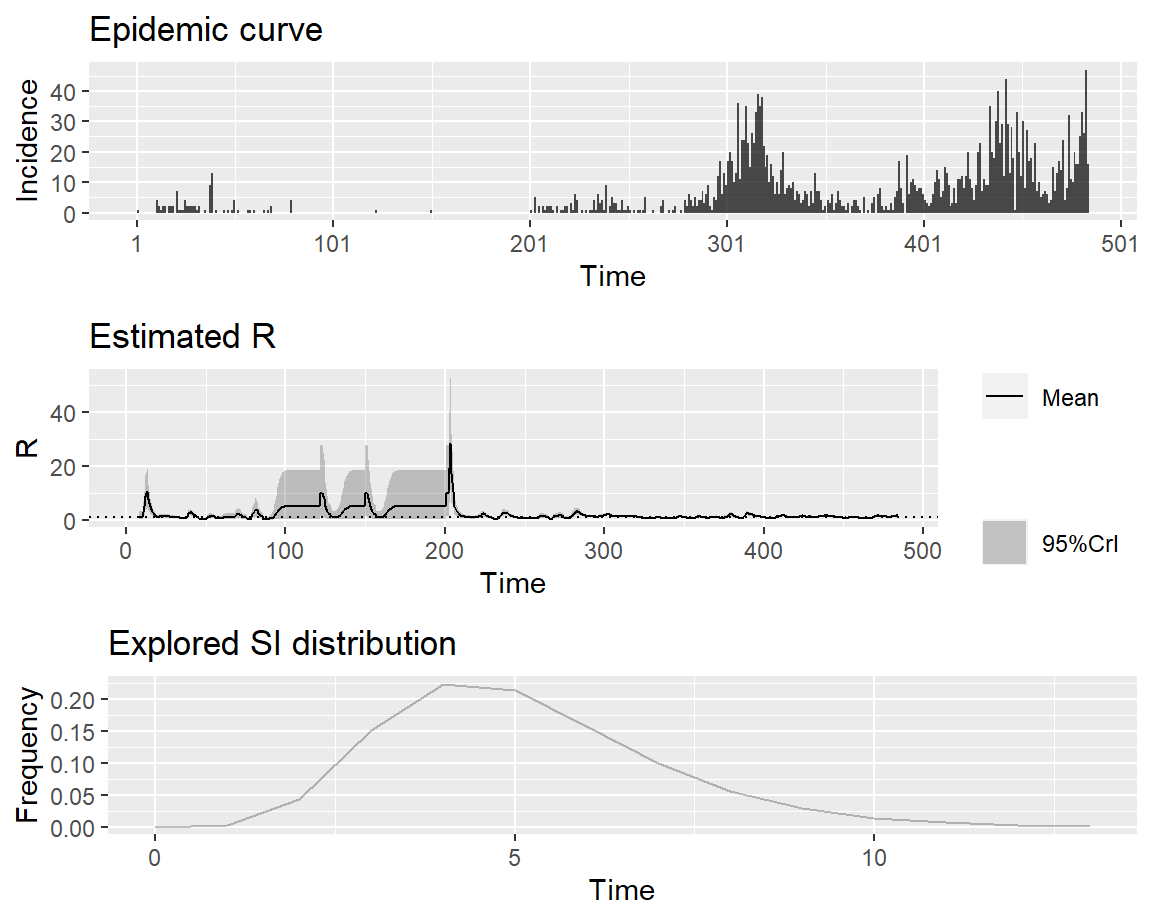 Epidemic curve
Incidence
40
30
20
10
0
1 101 201 301 401 501
Time
Estimated R
R
40
20
0
0 100 200 300 400 500
Time
Mean
95%CrI
Explored SI distribution
Frequency
0.20
0.15
0.10
0.05
0.00
0 5 10
Time